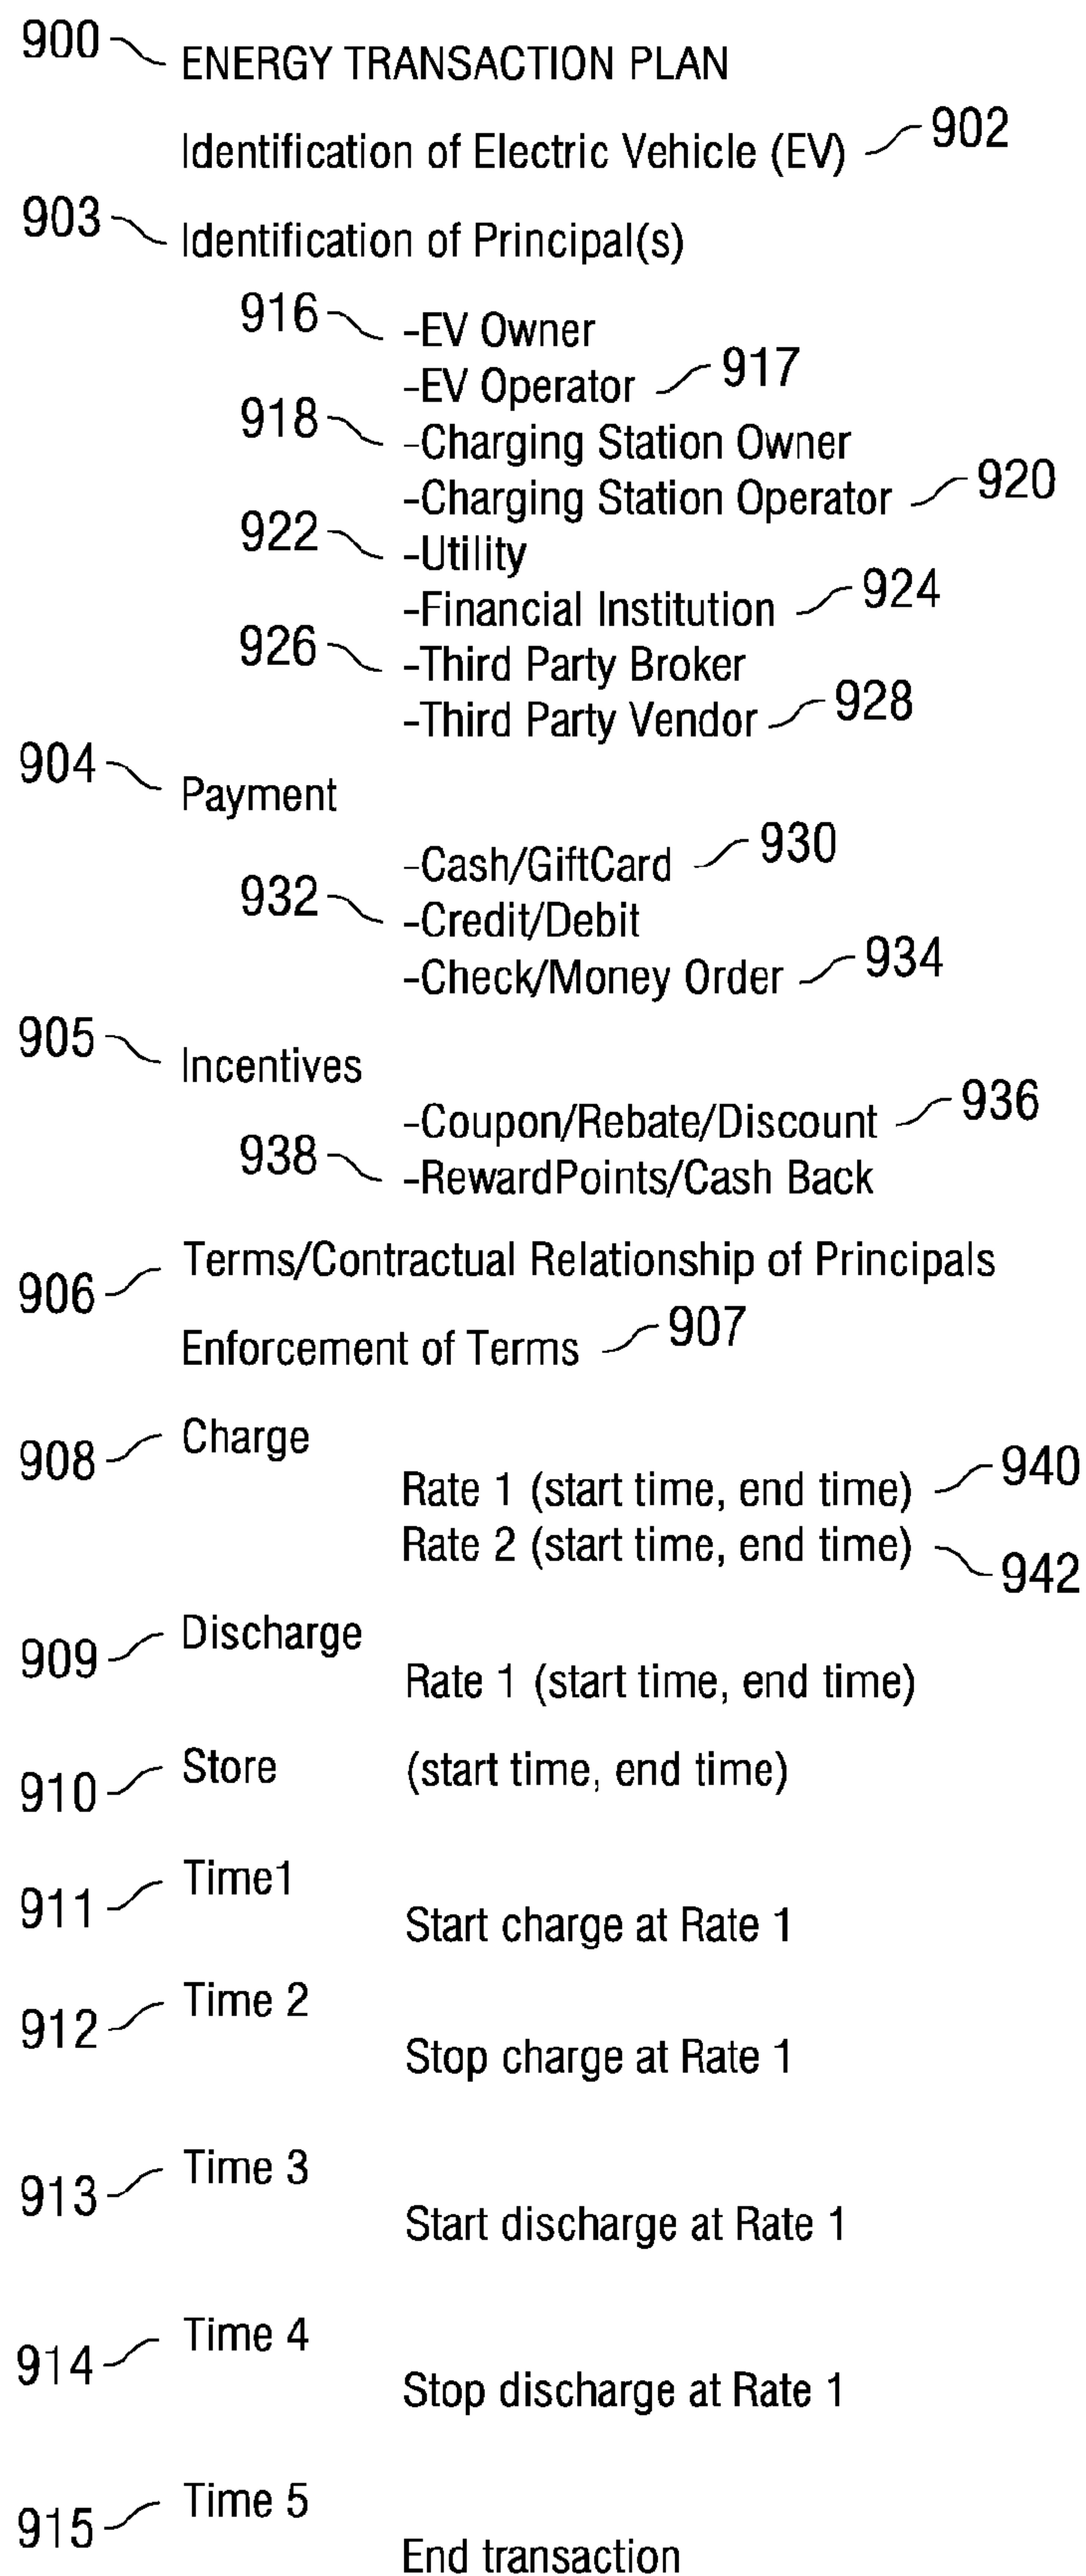 900 ENERGY TRANSACTION PLAN
Identification of Electric Vehicle (EV) 902
903 Identification of Principal(s)
916 -EV Owner
-EV Operator 917
918 -Charging Station Owner
-Charging Station Operator 920
922 -Utility
-Financial Institution 924
926 -Third Party Broker
-Third Party Vendor 928
904 Payment
-Cash/GiftCard 930
932 -Credit/Debit
-Check/Money Order 934
905 Incentives
-Coupon/Rebate/Discount 936
938 -RewardPoints/Cash Back
906 Terms/Contractual Relationship of Principals
Enforcement of Terms 907
908 Charge
Rate 1 (start time, end time) 940
Rate 2 (start time, end time) 942
909 Discharge
Rate 1 (start time, end time)
910 Store (start time, end time)
911 Time1
Start charge at Rate 1
912 Time 2
Stop charge at Rate 1
913 Time 3
Start discharge at Rate 1
914 Time 4
Stop discharge at Rate 1
915 Time 5
End transaction